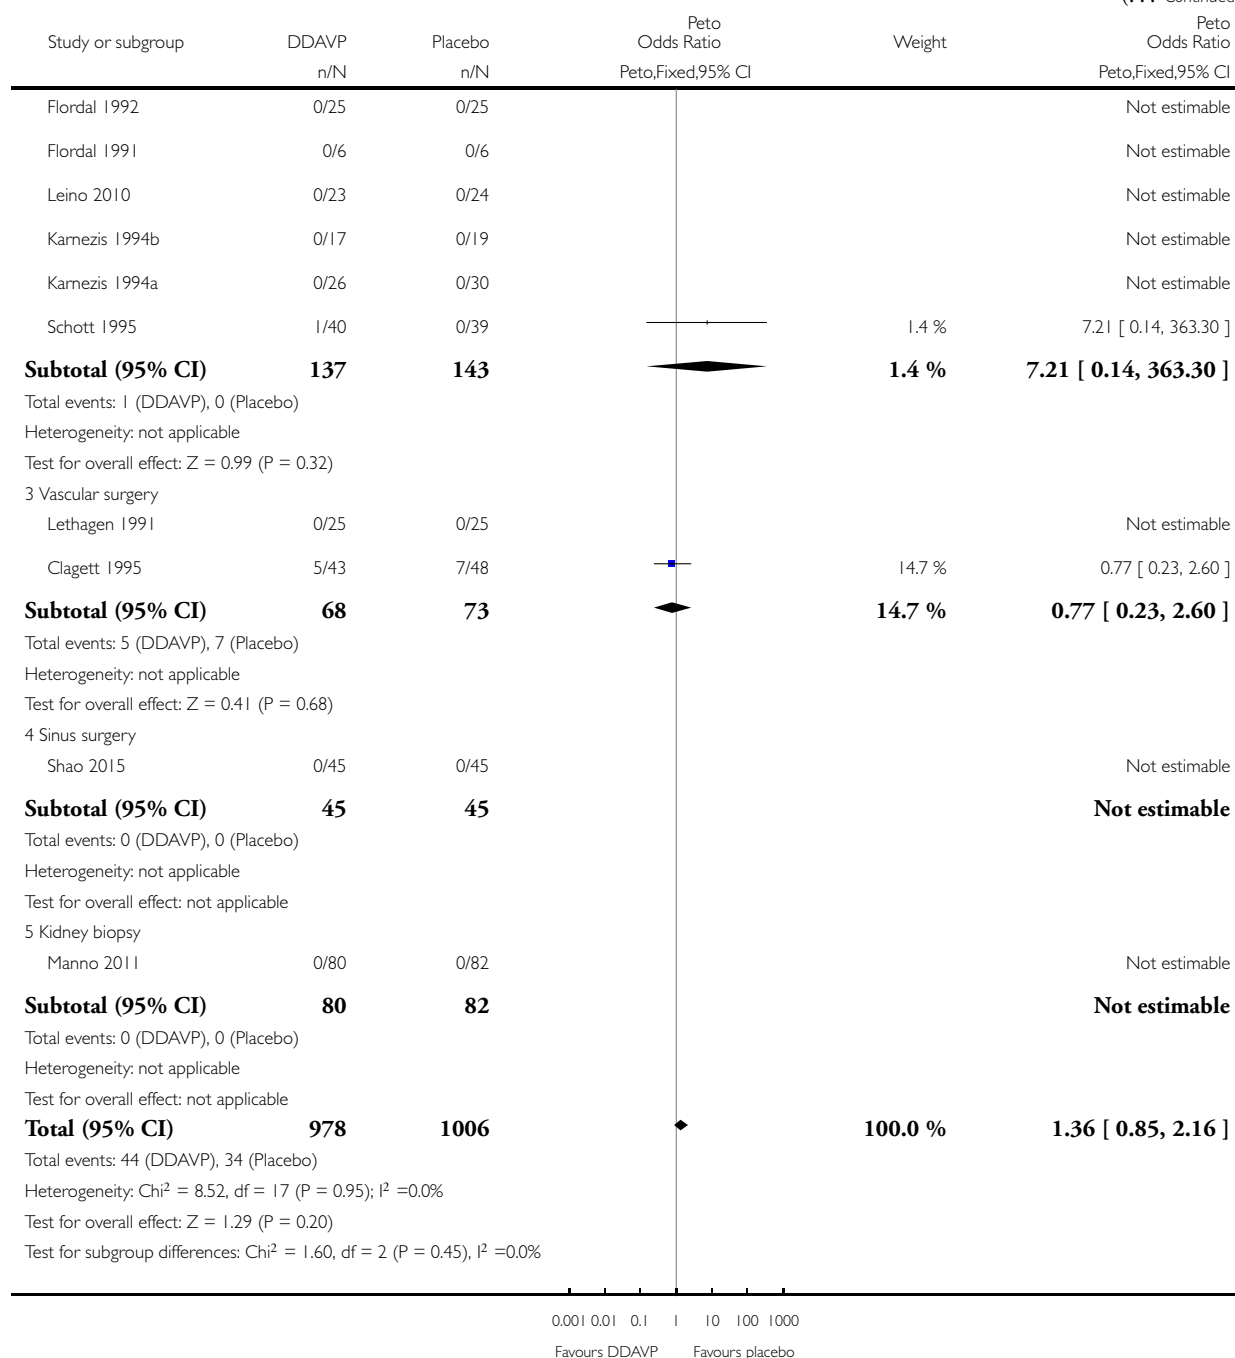 Continued
Study or subgroup DDAVP Placebo Peto Odds Ratio Weight Peto Odds Ratio
n/N n/N Peto,Fixed,95% CI Peto,Fixed,95% CI
Flordal 1992 0/25 0/25 Not estimable
Flordal 1991 0/6 0/6 Not estimable
Leino 2010 0/23 0/24 Not estimable
Karnezis 1994b 0/17 0/19 Not estimable
Karnezis 1994a 0/26 0/30 Not estimable
Schott 1995 1/40 0/39 1.4 % 7.21 [ 0.14, 363.30 ]
Subtotal (95% CI) 137 143 1.4 % 7.21 [ 0.14, 363.30 ]
Total events: 1 (DDAVP), 0 (Placebo)
Heterogeneity: not applicable
Test for overall effect: Z = 0.99 (P = 0.32)
3 Vascular surgery
Lethagen 1991 0/25 0/25 Not estimable
Clagett 1995 5/43 7/48 14.7 % 0.77 [ 0.23, 2.60 ]
Subtotal (95% CI) 68 73 14.7 % 0.77 [ 0.23, 2.60 ]
Total events: 5 (DDAVP), 7 (Placebo)
Heterogeneity: not applicable
Test for overall effect: Z = 0.41 (P = 0.68)
4 Sinus surgery
Shao 2015 0/45 0/45 Not estimable
Subtotal (95% CI) 45 45 Not estimable
Total events: 0 (DDAVP), 0 (Placebo)
Heterogeneity: not applicable
Test for overall effect: not applicable
5 Kidney biopsy
Manno 2011 0/80 0/82 Not estimable
Subtotal (95% CI) 80 82 Not estimable
Total events: 0 (DDAVP), 0 (Placebo)
Heterogeneity: not applicable
Test for overall effect: not applicable
Total (95% CI) 978 1006 100.0 % 1.36 [ 0.85, 2.16 ]
Total events: 44 (DDAVP), 34 (Placebo)
Heterogeneity: Chi² = 8.52, df = 17 (P = 0.95); I² =0.0%
Test for overall effect: Z = 1.29 (P = 0.20)
Test for subgroup differences: Chi² = 1.60, df = 2 (P = 0.45), I² =0.0%
0.001 0.01 0.1 1 10 100 1000
Favours DDAVP Favours placebo